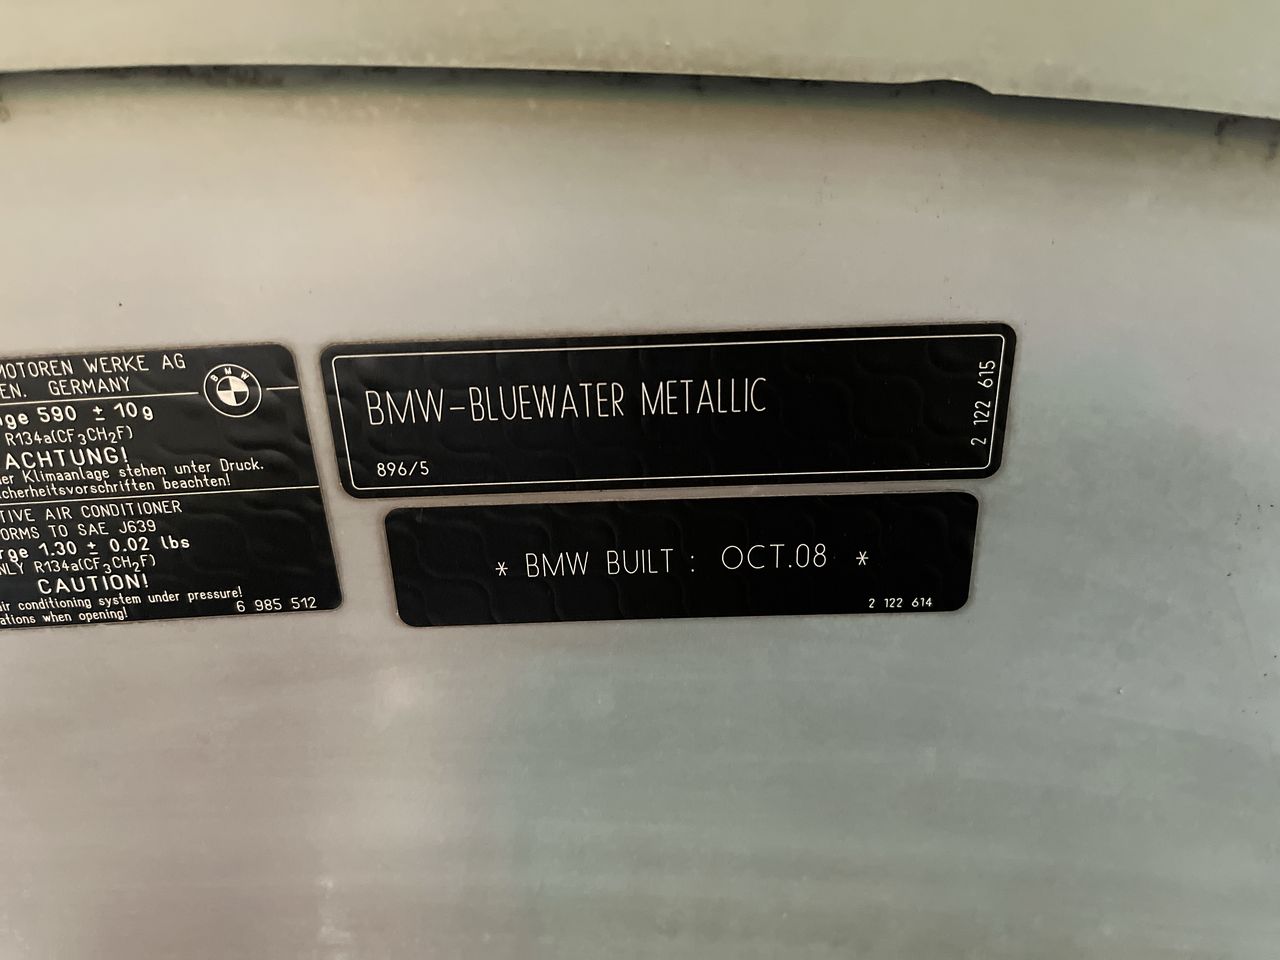 MOTOREN WERKE AG
EN. GERMANY
BMW
ge 590 ± 10g
R134a(CF3CH2F)
ACHTUNG!
er Klimaanlage stehen unter Druck.
cherheitsvorschriften beachten!
TIVE AIR CONDITIONER
ORMS TO SAE J639
rge 1.30 ± 0.02 lbs
NLY R134a(CF3CH2F)
CAUTION!
air conditioning system under pressure!
ations when opening!
6 985 512
BMW-BLUEWATER METALLIC
896/5
2 122 615
* BMW BUILT : OCT.08 *
2 122 614